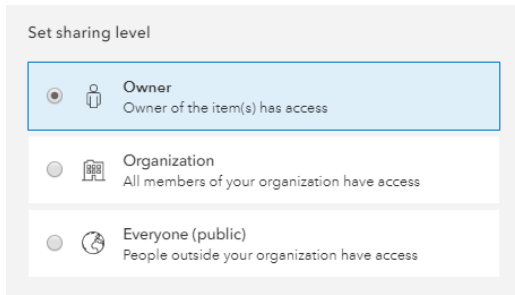 Set sharing level
Owner
Owner of the item(s) has access
Organization
All members of your organization have access
Everyone (public)
People outside your organization have access